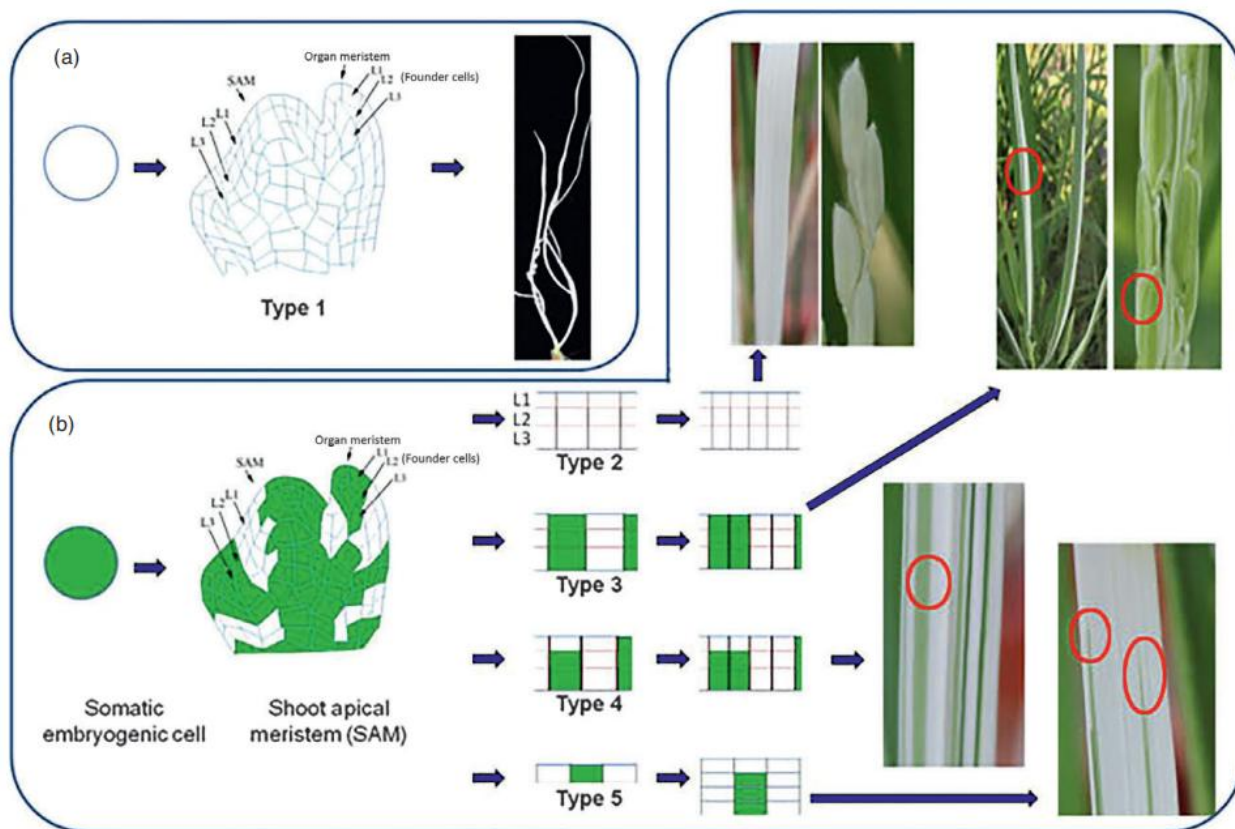 (a)
Organ meristem
SAM
L1
L2 (Founder cells)
L3
L2 L1
L3
Type 1
(b)
L1
L2
L3
Type 2
Organ meristem
SAM
L1
L2 (Founder cells)
L3
L2 L1
L3
Type 3
Type 4
Somatic
embryogenic cell
Shoot apical
meristem (SAM)
Type 5